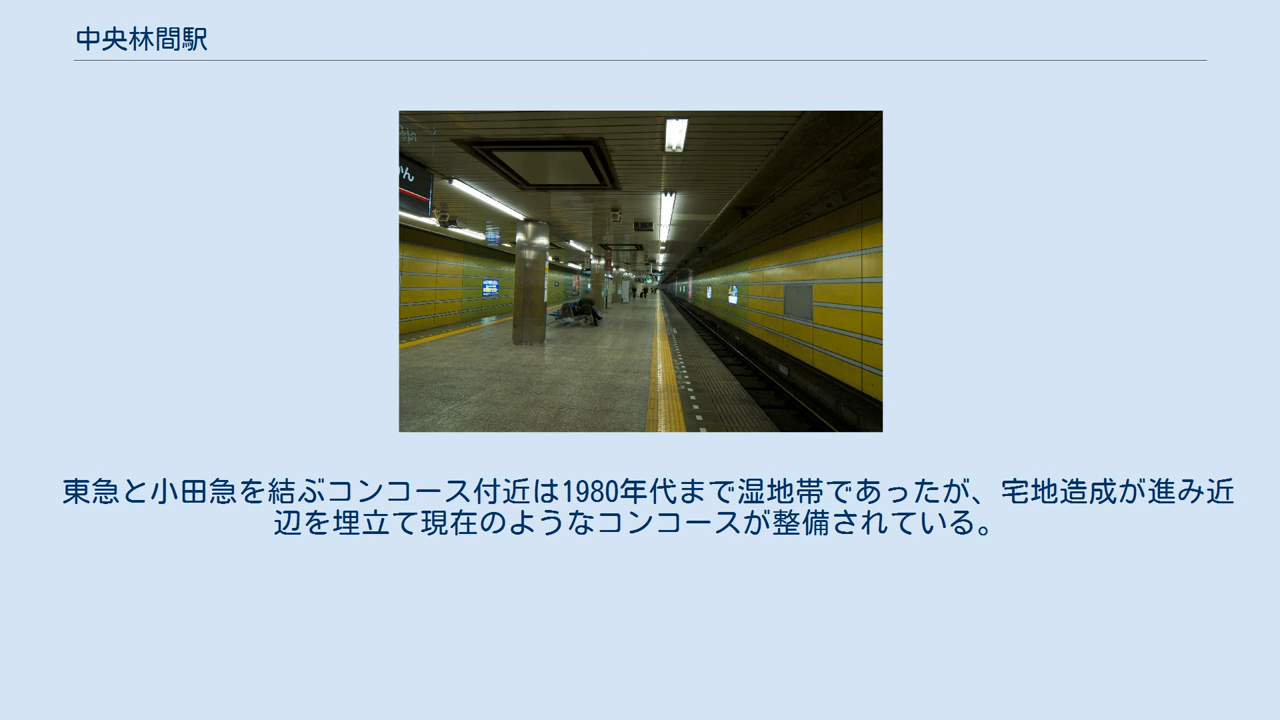 中央林間駅
かん
東急と小田急を結ぶコンコース付近は1980年代まで湿地帯であったが、宅地造成が進み近
辺を埋立て現在のようなコンコースが整備されている。